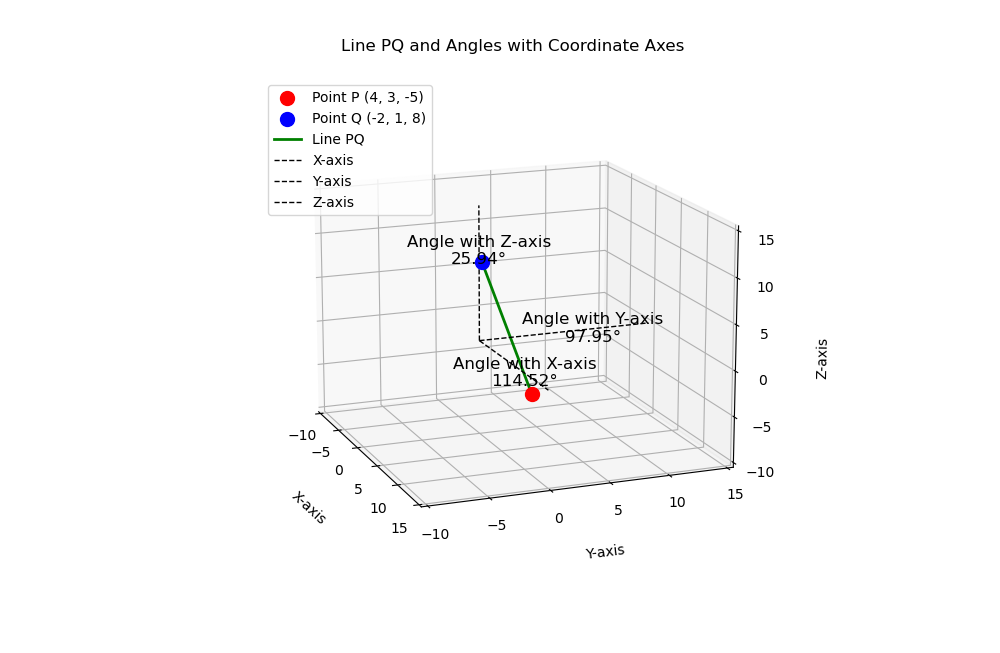 Line PQ and Angles with Coordinate Axes
Point P (4, 3, -5)
Point Q (-2, 1, 8)
Line PQ
X-axis
Y-axis
Z-axis
Angle with Z-axis
25.94°
Angle with Y-axis
97.95°
Angle with X-axis
114.52°
15
10
5
0
−5
−10
Z-axis
−10
−5
0
5
10
15
X-axis
−10
−5
0
5
10
15
Y-axis